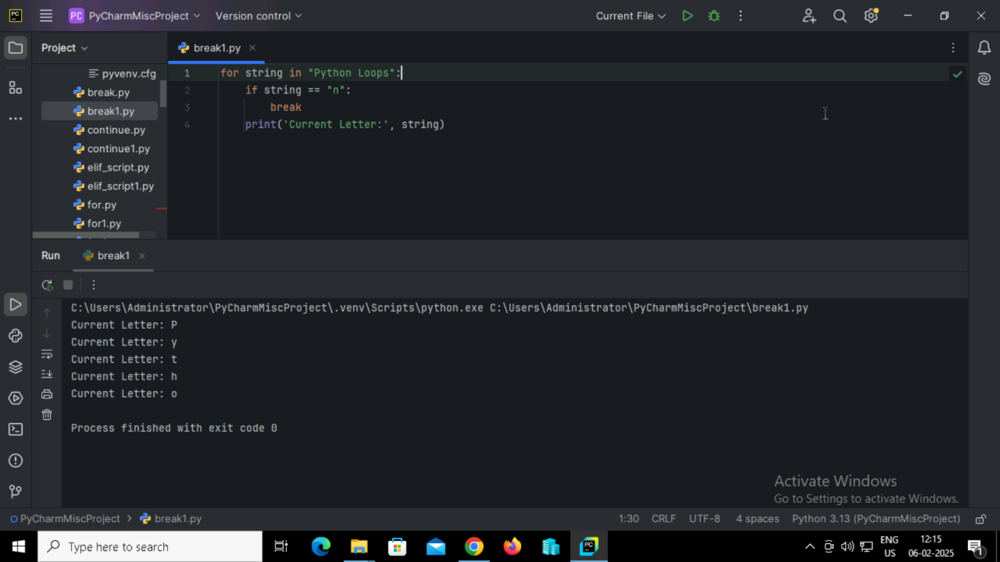 PC PC PyCharmMiscProject Version control Current File
Project
break1.py
pyvenv.cfg
break.py
break1.py
continue.py
continue1.py
elif_script.py
elif_script1.py
for.py
for1.py
1 for string in "Python Loops":
2     if string == "n":
3         break
4     print('Current Letter:', string)
Run break1
C:\Users\Administrator\PyCharmMiscProject\.venv\Scripts\python.exe C:\Users\Administrator\PyCharmMiscProject\break1.py
Current Letter: P
Current Letter: y
Current Letter: t
Current Letter: h
Current Letter: o
Process finished with exit code 0
Activate Windows
Go to Settings to activate Windows.
PyCharmMiscProject > break1.py 1:30 CRLF UTF-8 4 spaces Python 3.13 (PyCharmMiscProject)
Type here to search
PC
ENG
US
12:15
06-02-2025
1